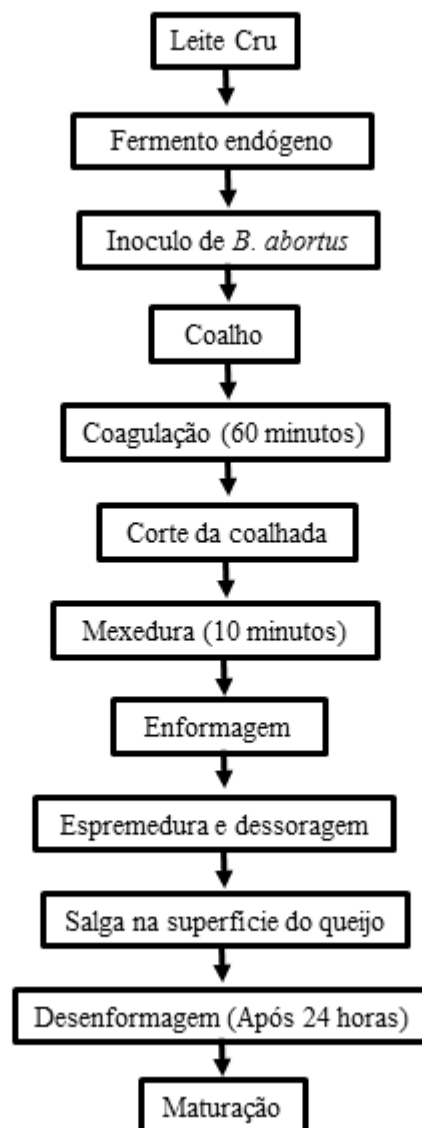 Leite Cru
Fermento endógeno
Inoculo de B. abortus
Coalho
Coagulação (60 minutos)
Corte da coalhada
Mexedura (10 minutos)
Enformagem
Espremedura e dessoragem
Salga na superfície do queijo
Desenformagem (Após 24 horas)
Maturação